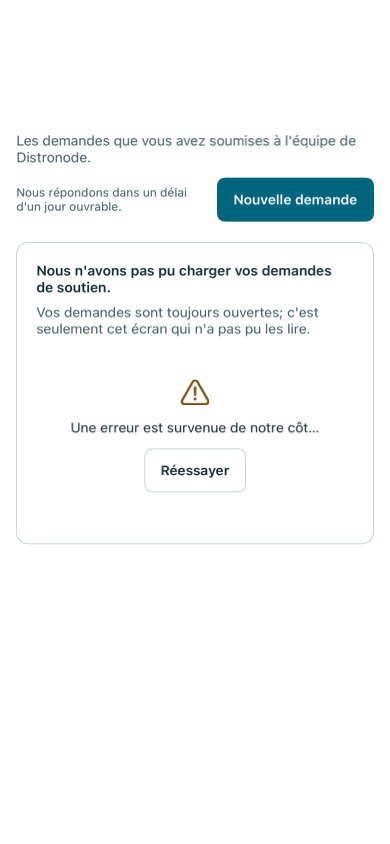 Les demandes que vous avez soumises à l'équipe de
Distronode.
Nous répondons dans un délai
d'un jour ouvrable.
Nouvelle demande
Nous n'avons pas pu charger vos demandes
de soutien.
Vos demandes sont toujours ouvertes; c'est
seulement cet écran qui n'a pas pu les lire.
Une erreur est survenue de notre côt...
Réessayer